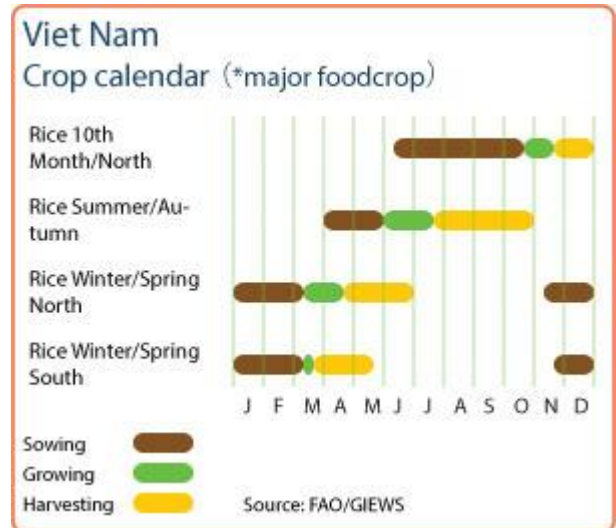 Viet Nam
Crop calendar (*major foodcrop)
Rice 10th
Month/North
Rice Summer/Au-
tumn
Rice Winter/Spring
North
Rice Winter/Spring
South
J F M A M J J A S O N D
Sowing
Growing
Harvesting
Source: FAO/GIEWS